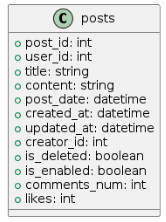 C posts
post_id: int
user_id: int
title: string
content: string
post_date: datetime
created_at: datetime
updated_at: datetime
creator_id: int
is_deleted: boolean
is_enabled: boolean
comments_num: int
likes: int